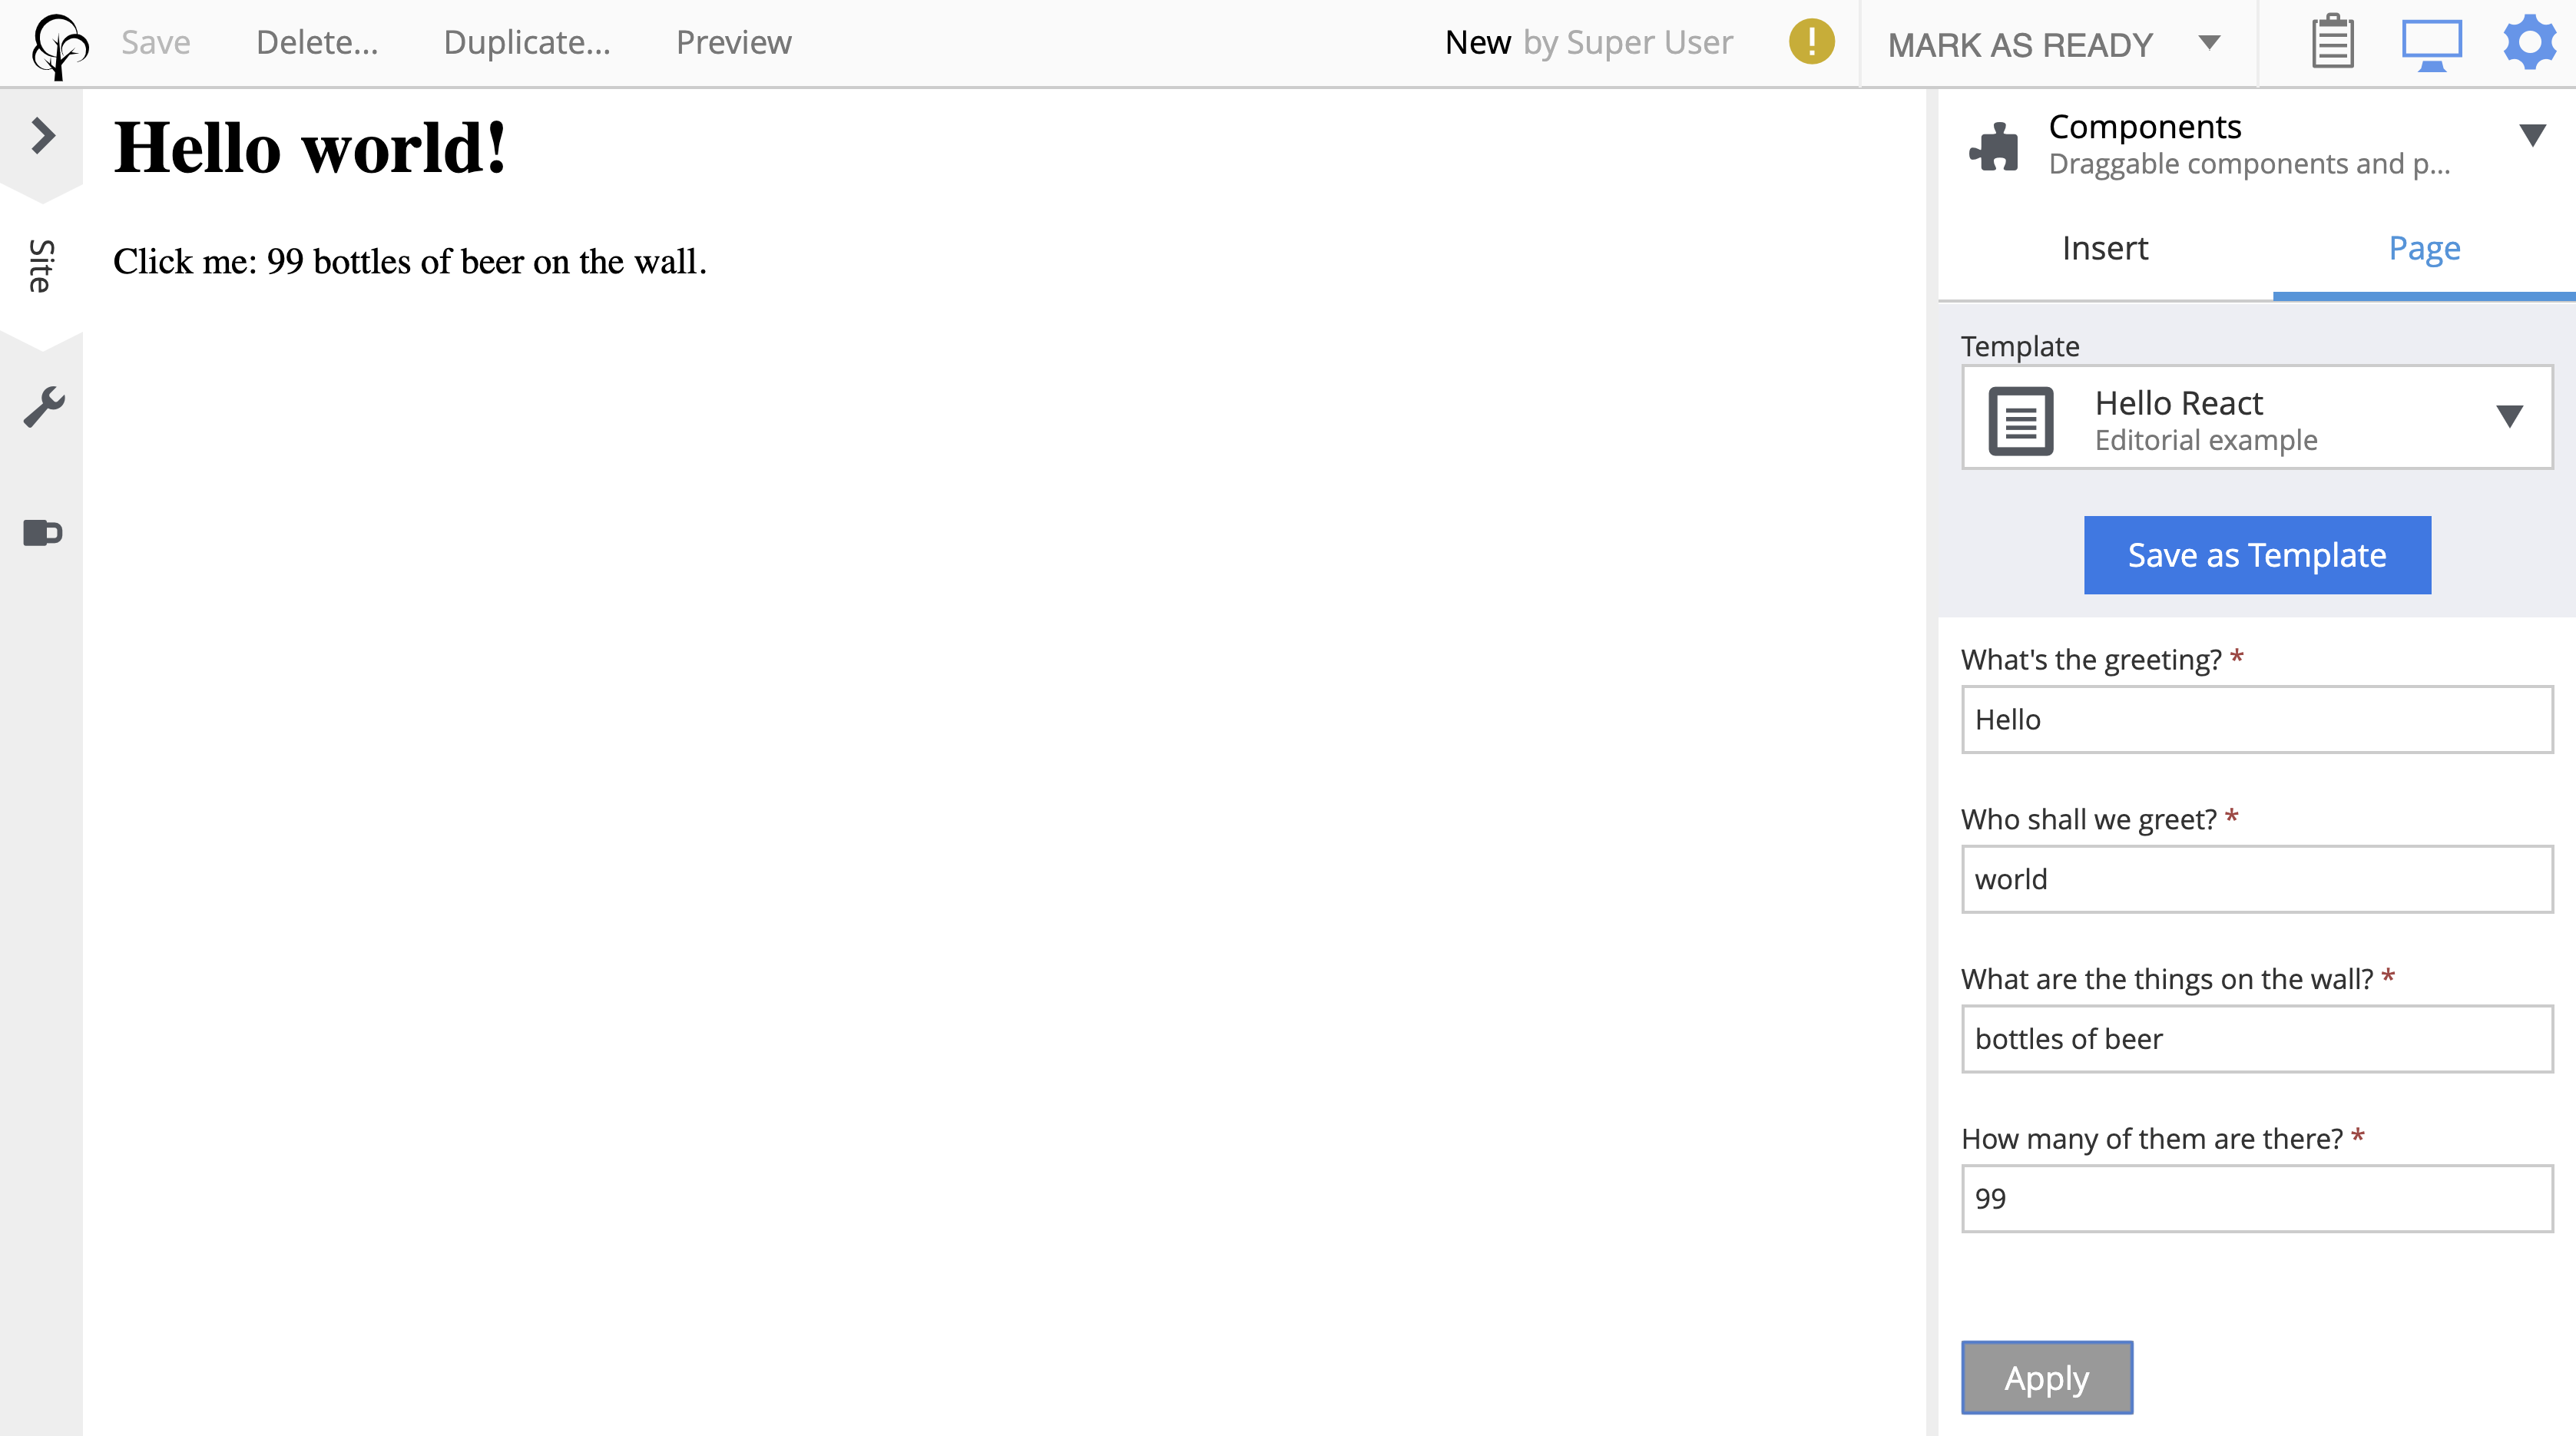 Save Delete... Duplicate... Preview New by Super User MARK AS READY
Site
Hello world!
Click me: 99 bottles of beer on the wall.
Components
Draggable components and p...
Insert Page
Template
Hello React
Editorial example
Save as Template
What's the greeting? *
Hello
Who shall we greet? *
world
What are the things on the wall? *
bottles of beer
How many of them are there? *
99
Apply